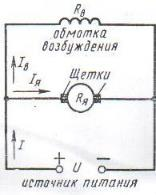 Rв
обмотка
возбуждения
Iв
Iя
Щетки
Rя
I
+ −
U
источник питания